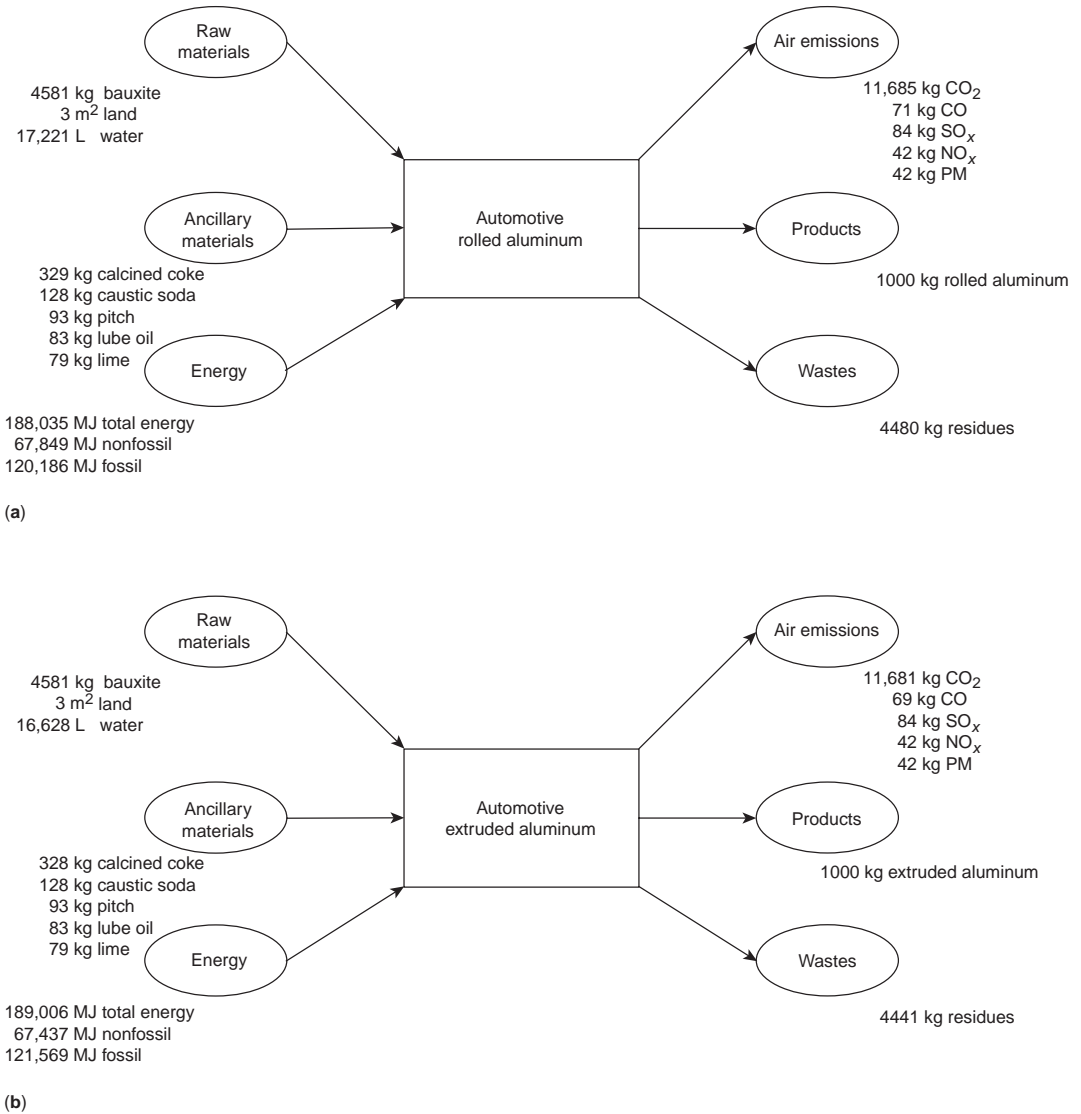 Raw
materials
4581 kg bauxite
3 m² land
17,221 L water
Ancillary
materials
329 kg calcined coke
128 kg caustic soda
93 kg pitch
83 kg lube oil
79 kg lime
Energy
188,035 MJ total energy
67,849 MJ nonfossil
120,186 MJ fossil
Automotive
rolled aluminum
Air emissions
11,685 kg CO₂
71 kg CO
84 kg SOₓ
42 kg NOₓ
42 kg PM
Products
1000 kg rolled aluminum
Wastes
4480 kg residues
(a)
Raw
materials
4581 kg bauxite
3 m² land
16,628 L water
Ancillary
materials
328 kg calcined coke
128 kg caustic soda
93 kg pitch
83 kg lube oil
79 kg lime
Energy
189,006 MJ total energy
67,437 MJ nonfossil
121,569 MJ fossil
Automotive
extruded aluminum
Air emissions
11,681 kg CO₂
69 kg CO
84 kg SOₓ
42 kg NOₓ
42 kg PM
Products
1000 kg extruded aluminum
Wastes
4441 kg residues
(b)